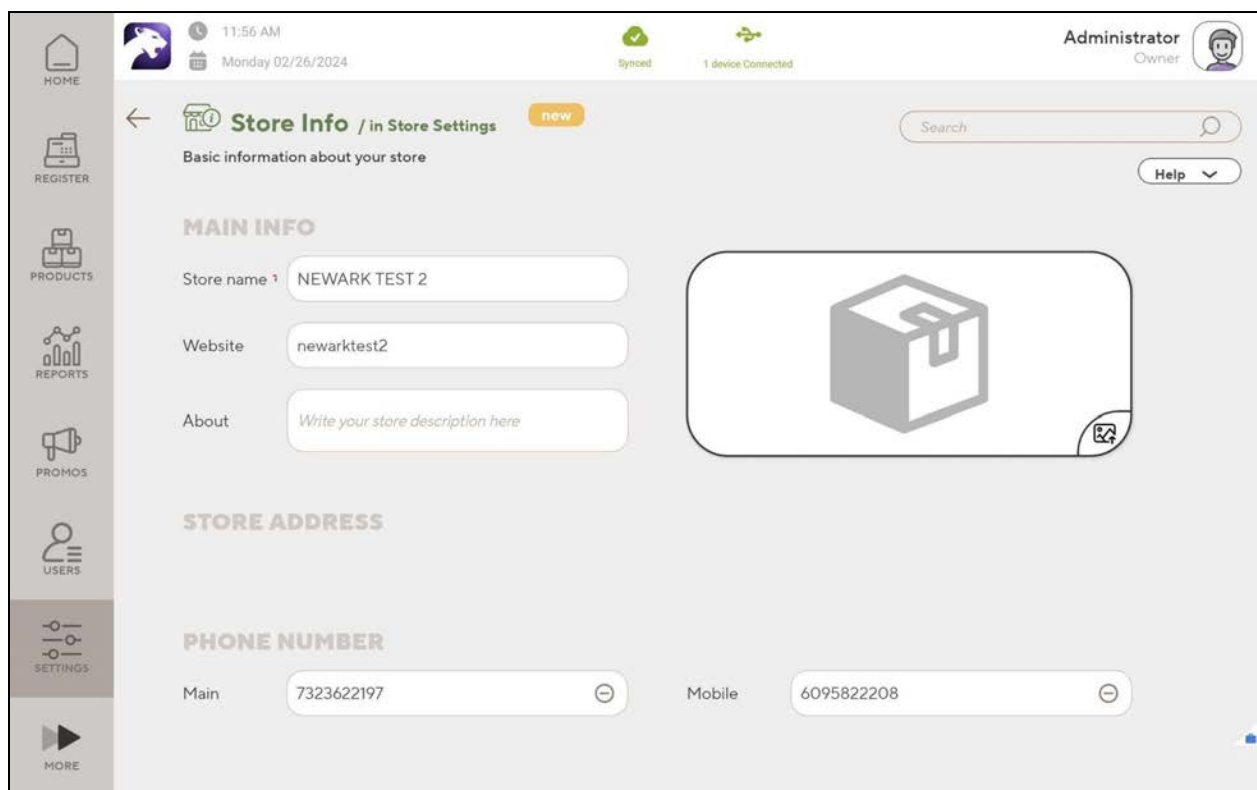 11:56 AM
Monday 02/26/2024
Synced
1 device Connected
Administrator
Owner
HOME
REGISTER
PRODUCTS
REPORTS
PROMOS
USERS
SETTINGS
MORE
Store Info / in Store Settings
new
Basic information about your store
Search
Help
MAIN INFO
Store name
NEWARK TEST 2
Website
newarktest2
About
Write your store description here
STORE ADDRESS
PHONE NUMBER
Main
7323622197
Mobile
6095822208